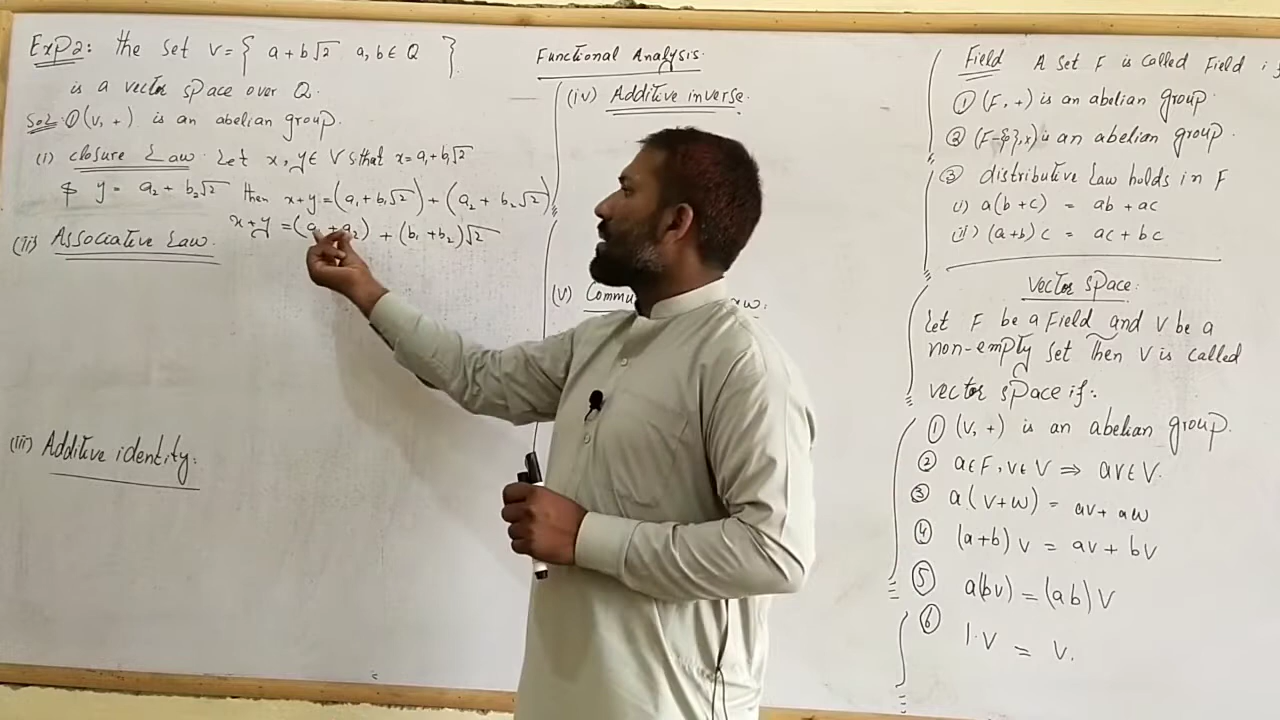 Exp2: the set V = { a + b√2 a, b ∈ Q }
is a vector space over Q.
Sol: ① (V, +) is an abelian group.
(i) closure Law. Let x, y ∈ V s that x = a₁ + b₁√2
& y = a₂ + b₂√2 then x+y = (a₁ + b₁√2) + (a₂ + b₂√2)
x+y = (a₁ + a₂) + (b₁ + b₂)√2
(ii) Associative Law.
(iii) Additive identity:
Functional Analysis.
(iv) Additive inverse.
(v) Commu
aw.
Field A set F is called Field i
① (F, +) is an abelian group.
② (F-{ },x) is an abelian group.
③ distributive Law holds in F
(i) a(b+c) = ab + ac
(ii) (a+b) c = ac + bc
Vector space:
Let F be a Field and V be a
non-empty set then V is called
vector space if:
① (V, +) is an abelian group.
② a∈F, v∈V ⇒ av∈V.
③ a(v+w) = av + aw
④ (a+b) v = av + bv
⑤ a(bv) = (ab) v
⑥ 1.v = v.